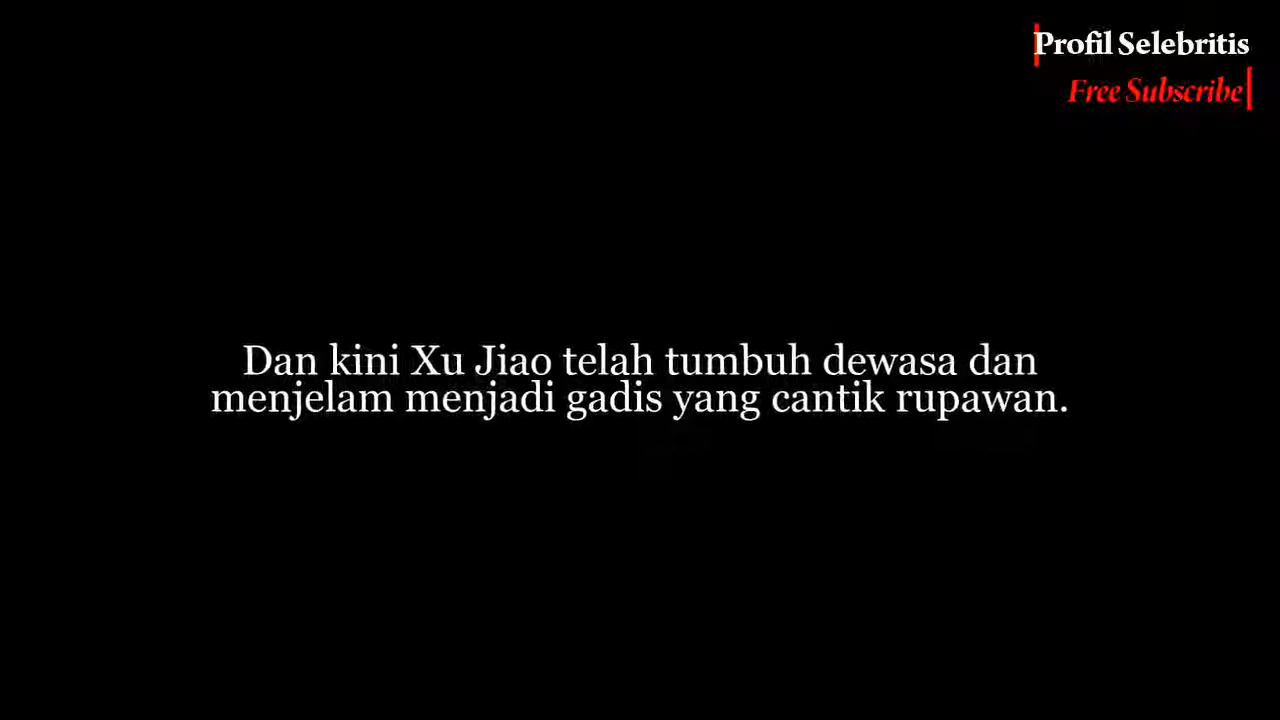 Profil Selebritis
Free Subscribe
Dan kini Xu Jiao telah tumbuh dewasa dan
menjelam menjadi gadis yang cantik rupawan.